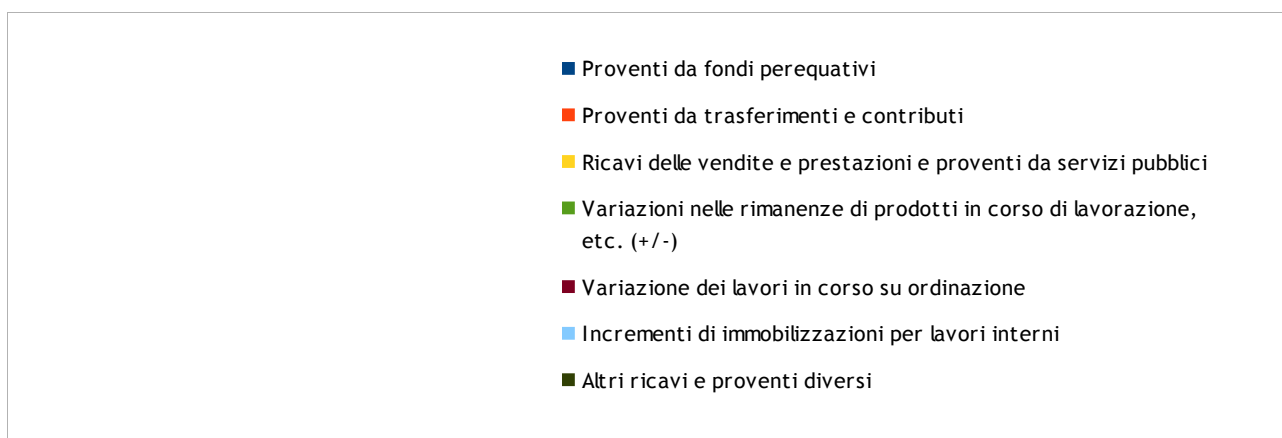 Proventi da fondi perequativi
Proventi da trasferimenti e contributi
Ricavi delle vendite e prestazioni e proventi da servizi pubblici
Variazioni nelle rimanenze di prodotti in corso di lavorazione,
etc. (+/-)
Variazione dei lavori in corso su ordinazione
Incrementi di immobilizzazioni per lavori interni
Altri ricavi e proventi diversi